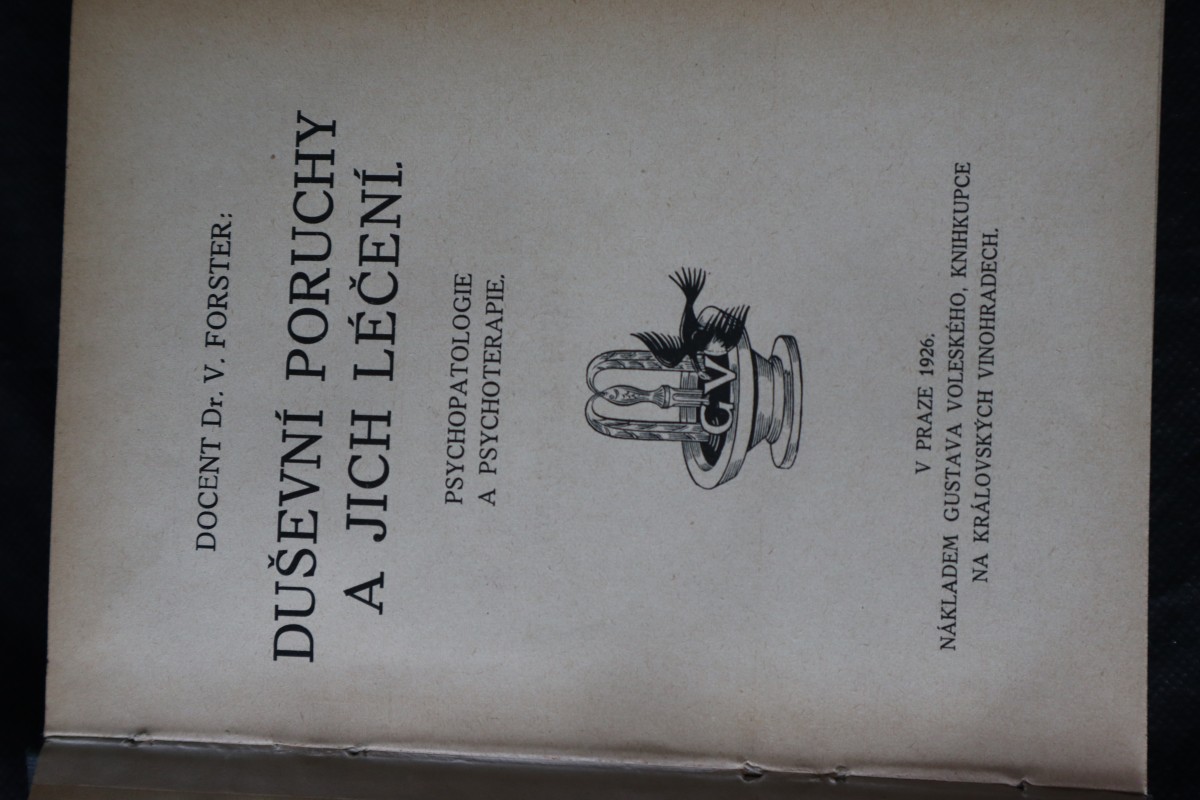 DOCENT Dr. V. FORSTER:
DUŠEVNÍ PORUCHY
A JICH LÉČENÍ.
PSYCHOPATOLOGIE
A PSYCHOTERAPIE.
G.V.
V PRAZE 1926.
NÁKLADEM GUSTAVA VOLESKÉHO, KNIHKUPCE
NA KRÁLOVSKÝCH VINOHRADECH.